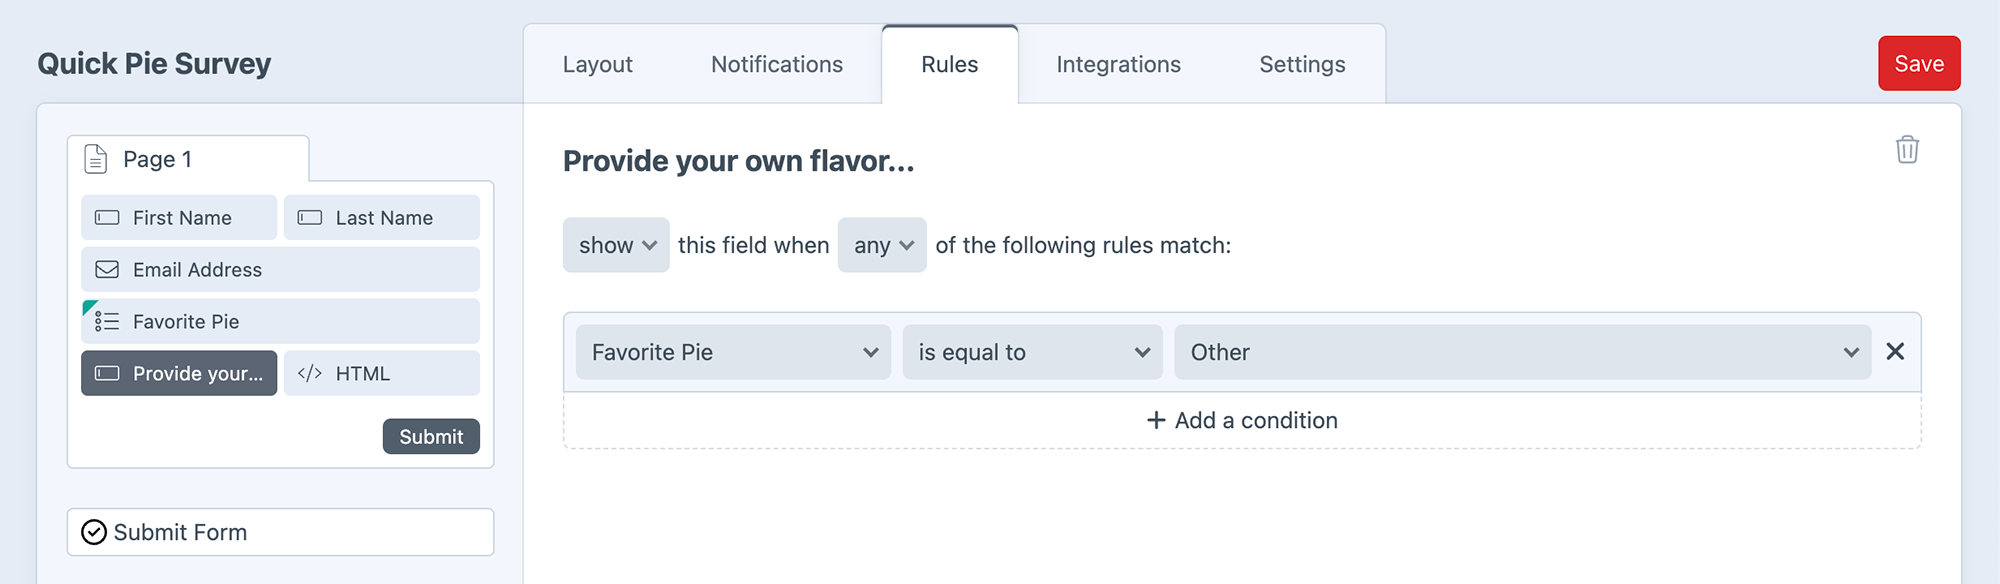 Quick Pie Survey
Layout Notifications Rules Integrations Settings
Save
Page 1
First Name Last Name
Email Address
Favorite Pie
Provide your... </> HTML
Submit
Submit Form
Provide your own flavor...
show this field when any of the following rules match:
Favorite Pie is equal to Other
+ Add a condition